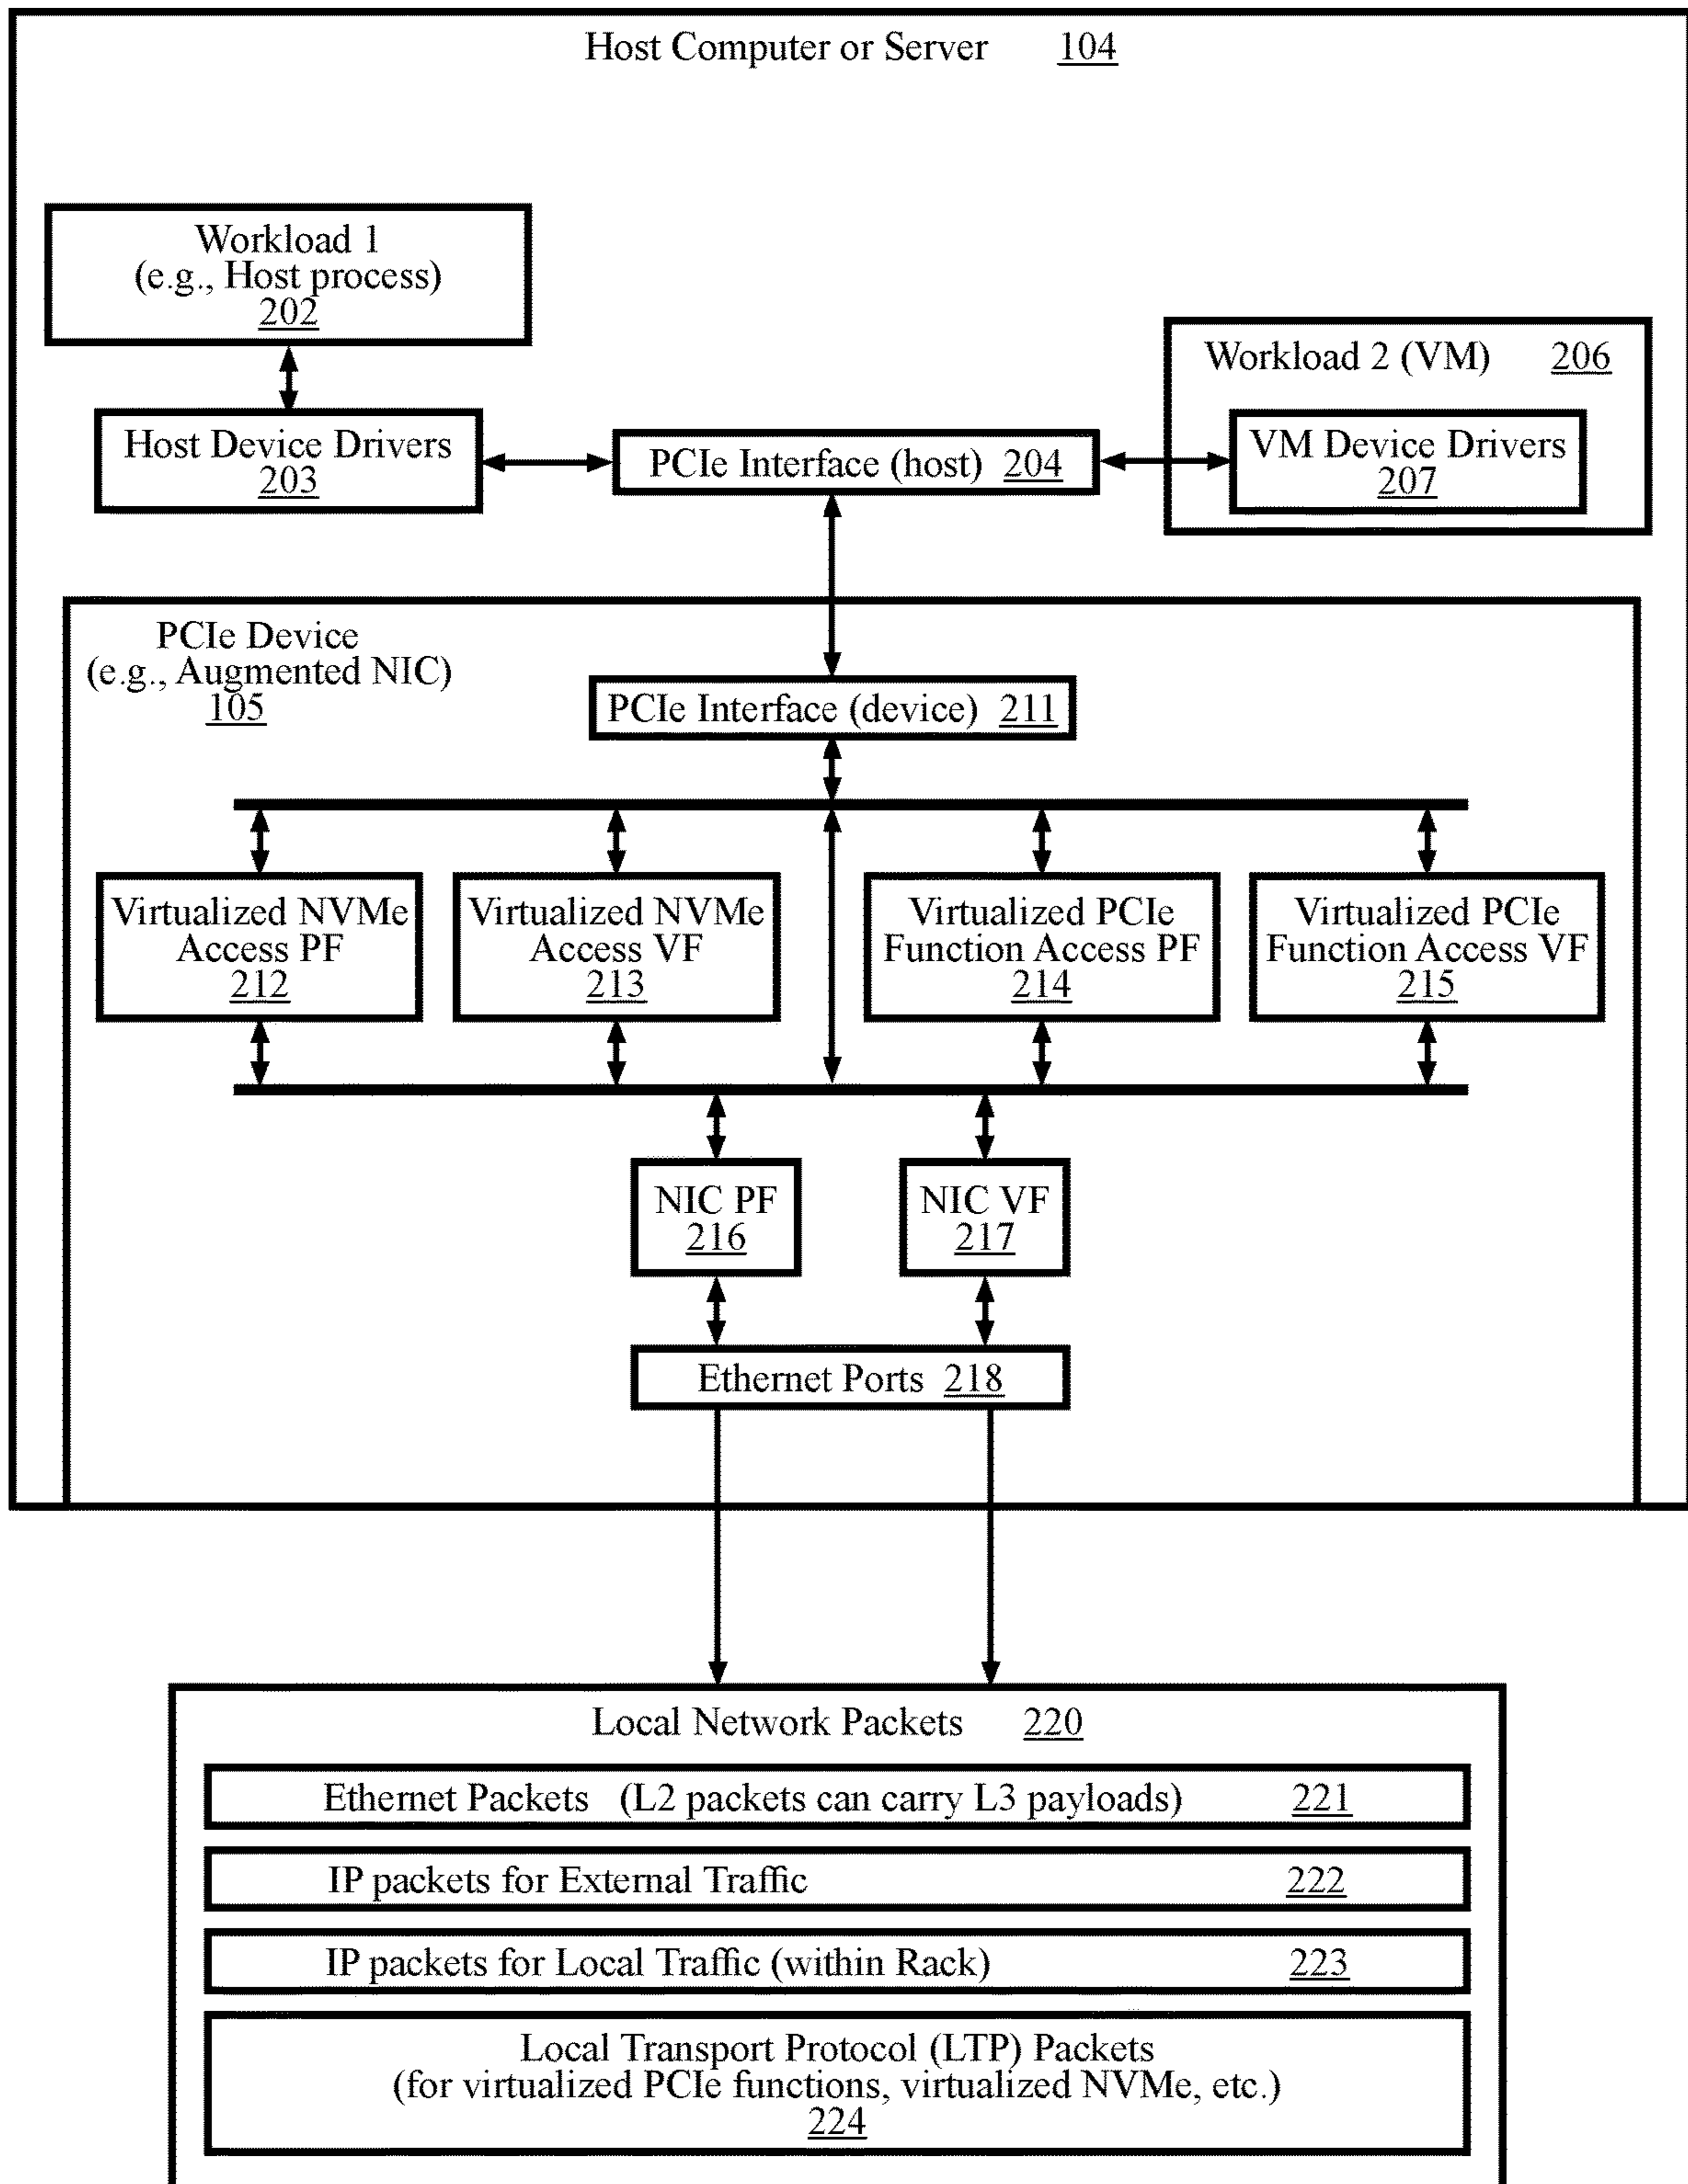 Host Computer or Server 104
Workload 1
(e.g., Host process)
202
Workload 2 (VM) 206
Host Device Drivers
203
PCIe Interface (host) 204
VM Device Drivers
207
PCIe Device
(e.g., Augmented NIC)
105
PCIe Interface (device) 211
Virtualized NVMe
Access PF
212
Virtualized NVMe
Access VF
213
Virtualized PCIe
Function Access PF
214
Virtualized PCIe
Function Access VF
215
NIC PF
216
NIC VF
217
Ethernet Ports 218
Local Network Packets 220
Ethernet Packets (L2 packets can carry L3 payloads) 221
IP packets for External Traffic 222
IP packets for Local Traffic (within Rack) 223
Local Transport Protocol (LTP) Packets
(for virtualized PCIe functions, virtualized NVMe, etc.)
224